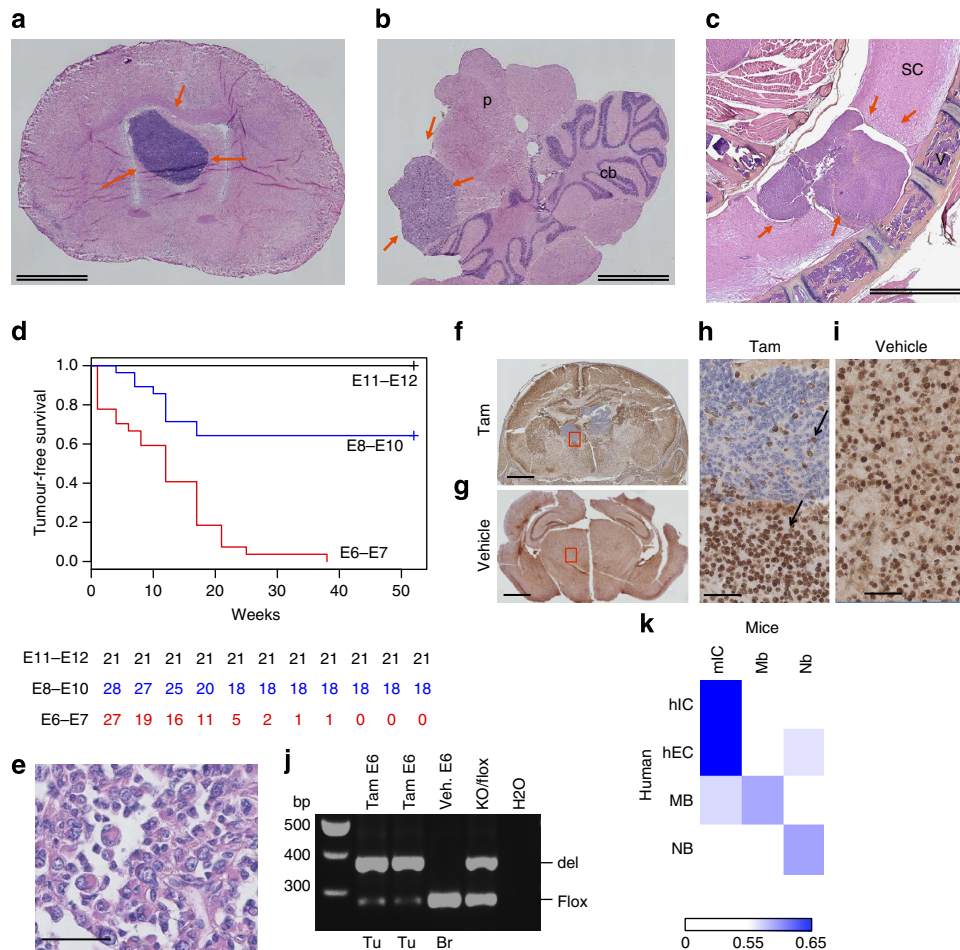 a
b
c
p
cb
SC
V
d
Tumour-free survival
1.0
0.8
0.6
0.4
0.2
0.0
E11–E12
E8–E10
E6–E7
0 10 20 30 40 50
Weeks
E11–E12 21 21 21 21 21 21 21 21 21 21
E8–E10 28 27 25 20 18 18 18 18 18 18 18
E6–E7 27 19 16 11 5 2 1 1 0 0 0
e
f
Tam
g
Vehicle
h
Tam
i
Vehicle
j
Tam E6
Tam E6
Veh. E6
KO/flox
H2O
bp
500
400
300
del
Flox
Tu Tu Br
k
Mice
mIC
Mb
Nb
Human
hIC
hEC
MB
NB
0 0.55 0.65